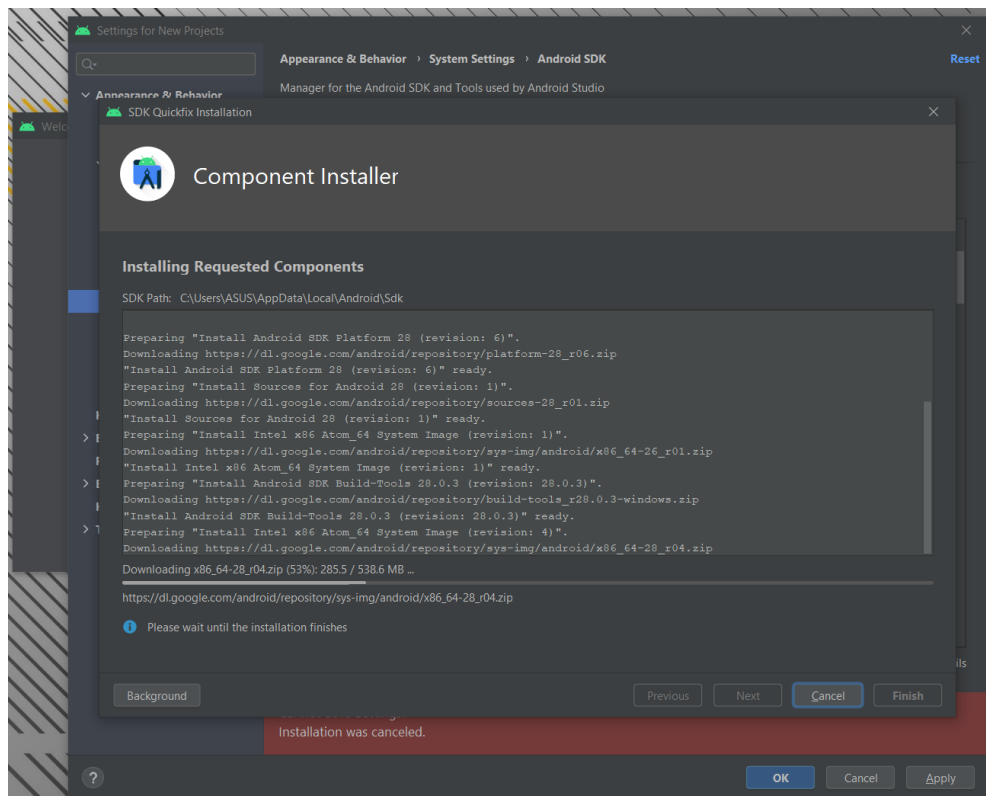 Settings for New Projects
Appearance & Behavior › System Settings › Android SDK
Reset
Appearance & Behavior
Manager for the Android SDK and Tools used by Android Studio
SDK Quickfix Installation
Component Installer
Installing Requested Components
SDK Path: C:\Users\ASUS\AppData\Local\Android\Sdk
Preparing "Install Android SDK Platform 28 (revision: 6)".
Downloading https://dl.google.com/android/repository/platform-28_r06.zip
"Install Android SDK Platform 28 (revision: 6)" ready.
Preparing "Install Sources for Android 28 (revision: 1)".
Downloading https://dl.google.com/android/repository/sources-28_r01.zip
"Install Sources for Android 28 (revision: 1)" ready.
Preparing "Install Intel x86 Atom_64 System Image (revision: 1)".
Downloading https://dl.google.com/android/repository/sys-img/android/x86_64-26_r01.zip
"Install Intel x86 Atom_64 System Image (revision: 1)" ready.
Preparing "Install Android SDK Build-Tools 28.0.3 (revision: 28.0.3)".
Downloading https://dl.google.com/android/repository/build-tools_r28.0.3-windows.zip
"Install Android SDK Build-Tools 28.0.3 (revision: 28.0.3)" ready.
Preparing "Install Intel x86 Atom_64 System Image (revision: 4)".
Downloading https://dl.google.com/android/repository/sys-img/android/x86_64-28_r04.zip
Downloading x86_64-28_r04.zip (53%): 285.5 / 538.6 MB ...
https://dl.google.com/android/repository/sys-img/android/x86_64-28_r04.zip
Please wait until the installation finishes
ils
Background
Previous
Next
Cancel
Finish
Installation was canceled.
?
OK
Cancel
Apply